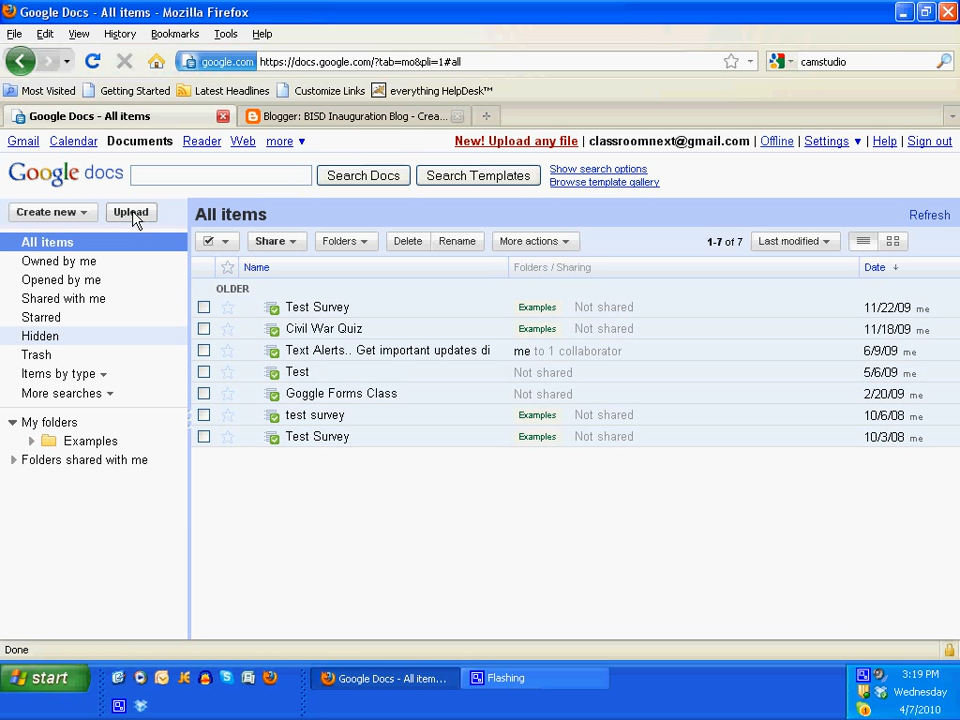 Google Docs - All items - Mozilla Firefox
File Edit View History Bookmarks Tools Help
google.com https://docs.google.com/?tab=mo&pli=1#all camstudio
Most Visited Getting Started Latest Headlines Customize Links everything HelpDesk™
Google Docs - All items Blogger: BISD Inauguration Blog - Crea...
Gmail Calendar Documents Reader Web more ▼ New! Upload any file | classroomnext@gmail.com | Offline | Settings ▼ | Help | Sign out
Google docs Search Docs Search Templates Show search options
Browse template gallery
Create new Upload All items Refresh
All items
Owned by me
Opened by me
Shared with me
Starred
Hidden
Trash
Items by type
More searches
My folders
Examples
Folders shared with me
Share Folders Delete Rename More actions 1-7 of 7 Last modified
Name Folders / Sharing Date
OLDER
Test Survey Examples Not shared 11/22/09 me
Civil War Quiz Examples Not shared 11/18/09 me
Text Alerts.. Get important updates di me to 1 collaborator 6/9/09 me
Test Not shared 5/6/09 me
Goggle Forms Class Not shared 2/20/09 me
test survey Examples Not shared 10/6/08 me
Test Survey Examples Not shared 10/3/08 me
Done
start Google Docs - All item... Flashing 3:19 PM
Wednesday
4/7/2010